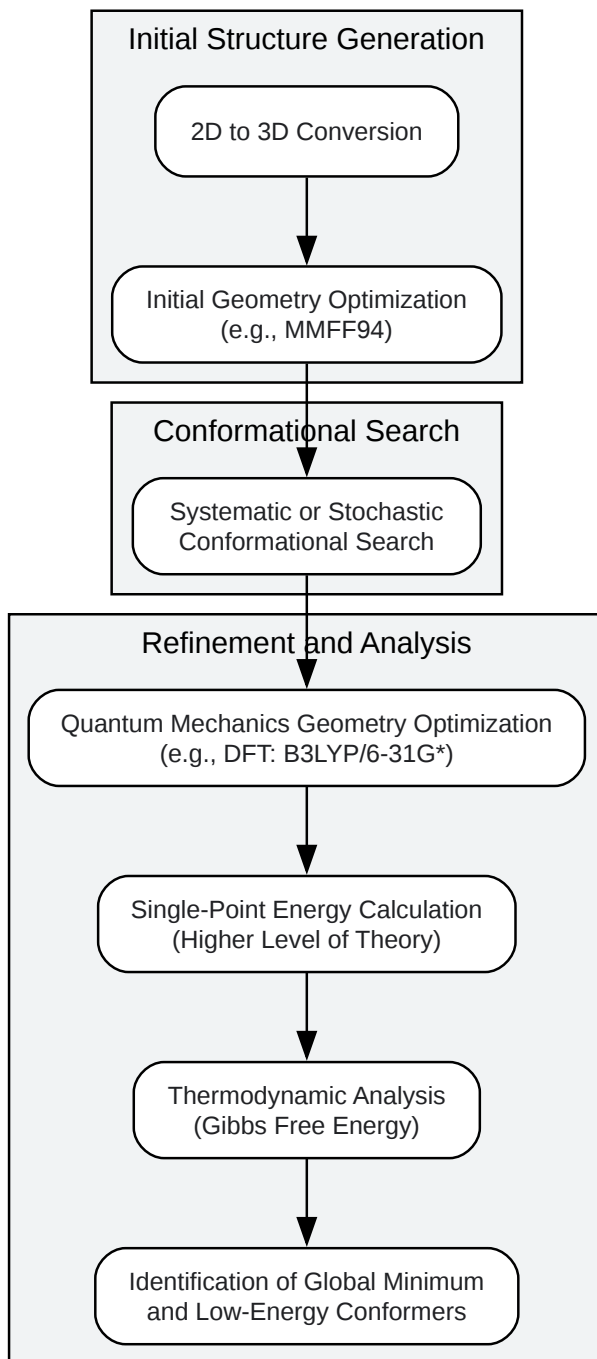 Initial Structure Generation
2D to 3D Conversion
Initial Geometry Optimization
(e.g., MMFF94)
Conformational Search
Systematic or Stochastic
Conformational Search
Refinement and Analysis
Quantum Mechanics Geometry Optimization
(e.g., DFT: B3LYP/6-31G*)
Single-Point Energy Calculation
(Higher Level of Theory)
Thermodynamic Analysis
(Gibbs Free Energy)
Identification of Global Minimum
and Low-Energy Conformers